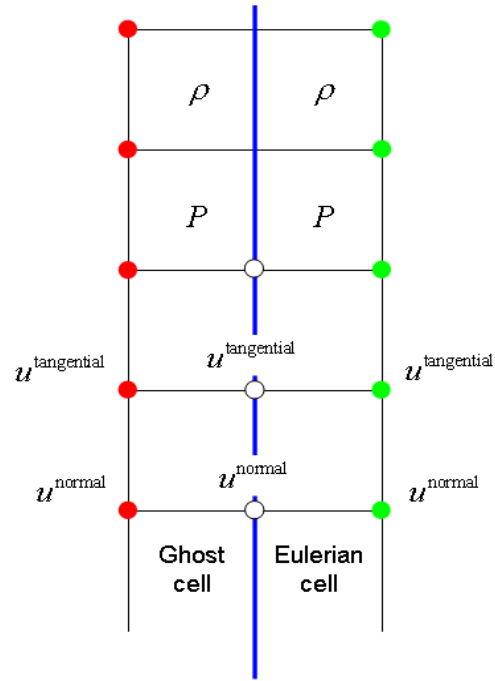 ρ ρ
P P
u^tangential
u^tangential u^tangential
u^normal
u^normal u^normal
Ghost Eulerian
cell cell